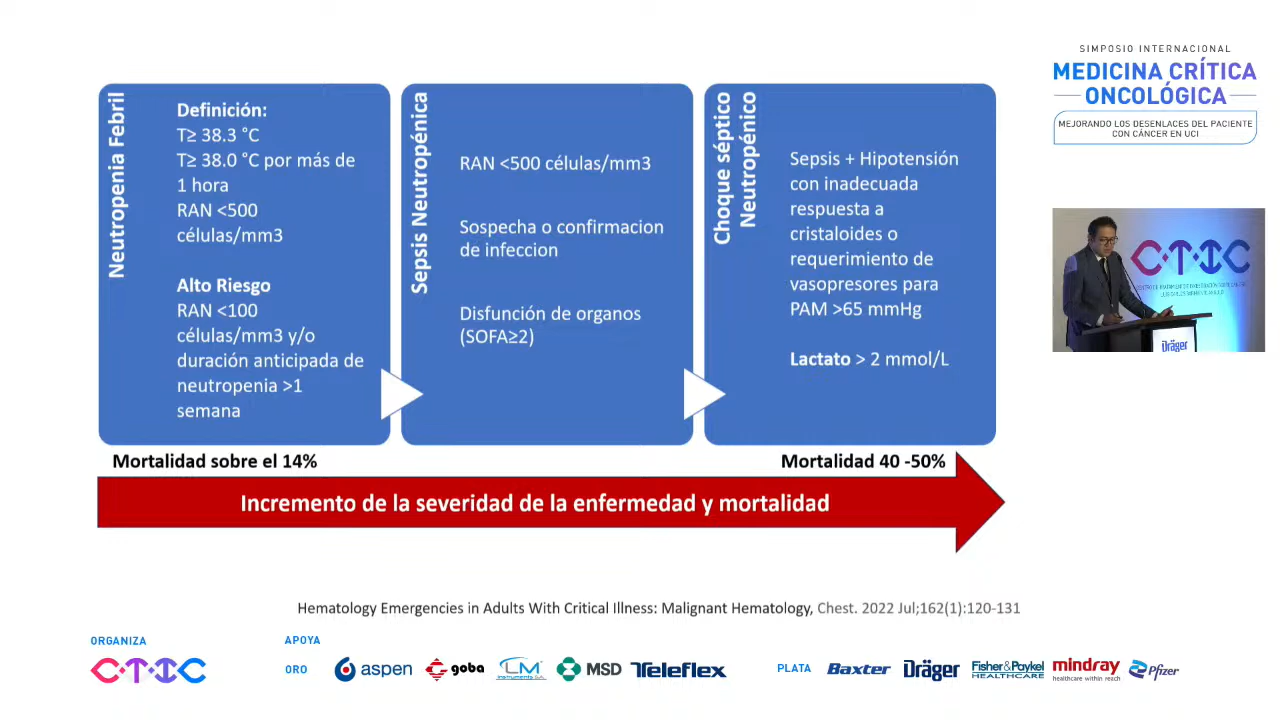 SIMPOSIO INTERNACIONAL
MEDICINA CRÍTICA
ONCOLÓGICA
MEJORANDO LOS DESENLACES DEL PACIENTE
CON CÁNCER EN UCI
Neutropenia Febril
Definición:
T≥ 38.3 °C
T≥ 38.0 °C por más de
1 hora
RAN <500
células/mm3
Alto Riesgo
RAN <100
células/mm3 y/o
duración anticipada de
neutropenia >1
semana
Sepsis Neutropénica
RAN <500 células/mm3
Sospecha o confirmacion
de infeccion
Disfunción de organos
(SOFA≥2)
Choque séptico
Neutropénico
Sepsis + Hipotensión
con inadecuada
respuesta a
cristaloides o
requerimiento de
vasopresores para
PAM >65 mmHg
Lactato > 2 mmol/L
CTIC
Dräger
Mortalidad sobre el 14%
Mortalidad 40 -50%
Incremento de la severidad de la enfermedad y mortalidad
Hematology Emergencies in Adults With Critical Illness: Malignant Hematology, Chest. 2022 Jul;162(1):120-131
ORGANIZA
CTIC
APOYA
ORO
aspen
goba
LM
Instruments S.A.
MSD
Teleflex
PLATA
Baxter
Dräger
Fisher&Paykel
HEALTHCARE
mindray
healthcare within reach
Pfizer